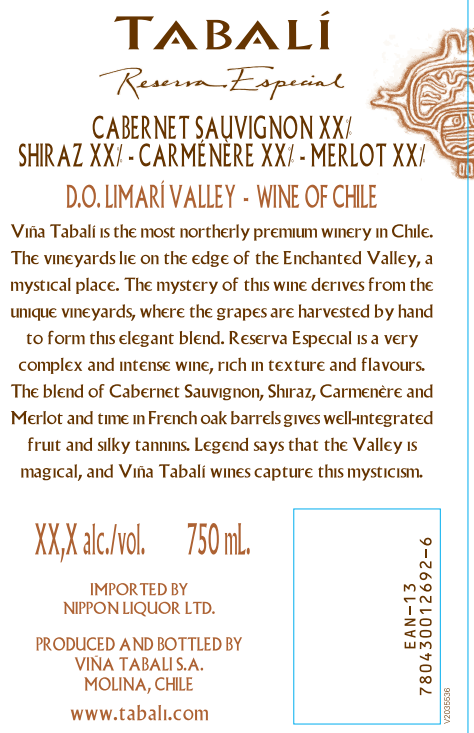 TABALÍ
Reserva Especial
CABERNET SAUVIGNON XX%
SHIRAZ XX% - CARMÉNÈRE XX% - MERLOT XX%
D.O. LIMARÍ VALLEY - WINE OF CHILE
Viña Tabalí is the most northerly premium winery in Chile.
The vineyards lie on the edge of the Enchanted Valley, a
mystical place. The mystery of this wine derives from the
unique vineyards, where the grapes are harvested by hand
to form this elegant blend. Reserva Especial is a very
complex and intense wine, rich in texture and flavours.
The blend of Cabernet Sauvignon, Shiraz, Carmenère and
Merlot and time in French oak barrels gives well-integrated
fruit and silky tannins. Legend says that the Valley is
magical, and Viña Tabalí wines capture this mysticism.
XX,X alc./vol. 750 mL.
IMPORTED BY
NIPPON LIQUOR LTD.
PRODUCED AND BOTTLED BY
VIÑA TABALI S.A.
MOLINA, CHILE
www.tabali.com
EAN-13
780430012692-6
V2035536